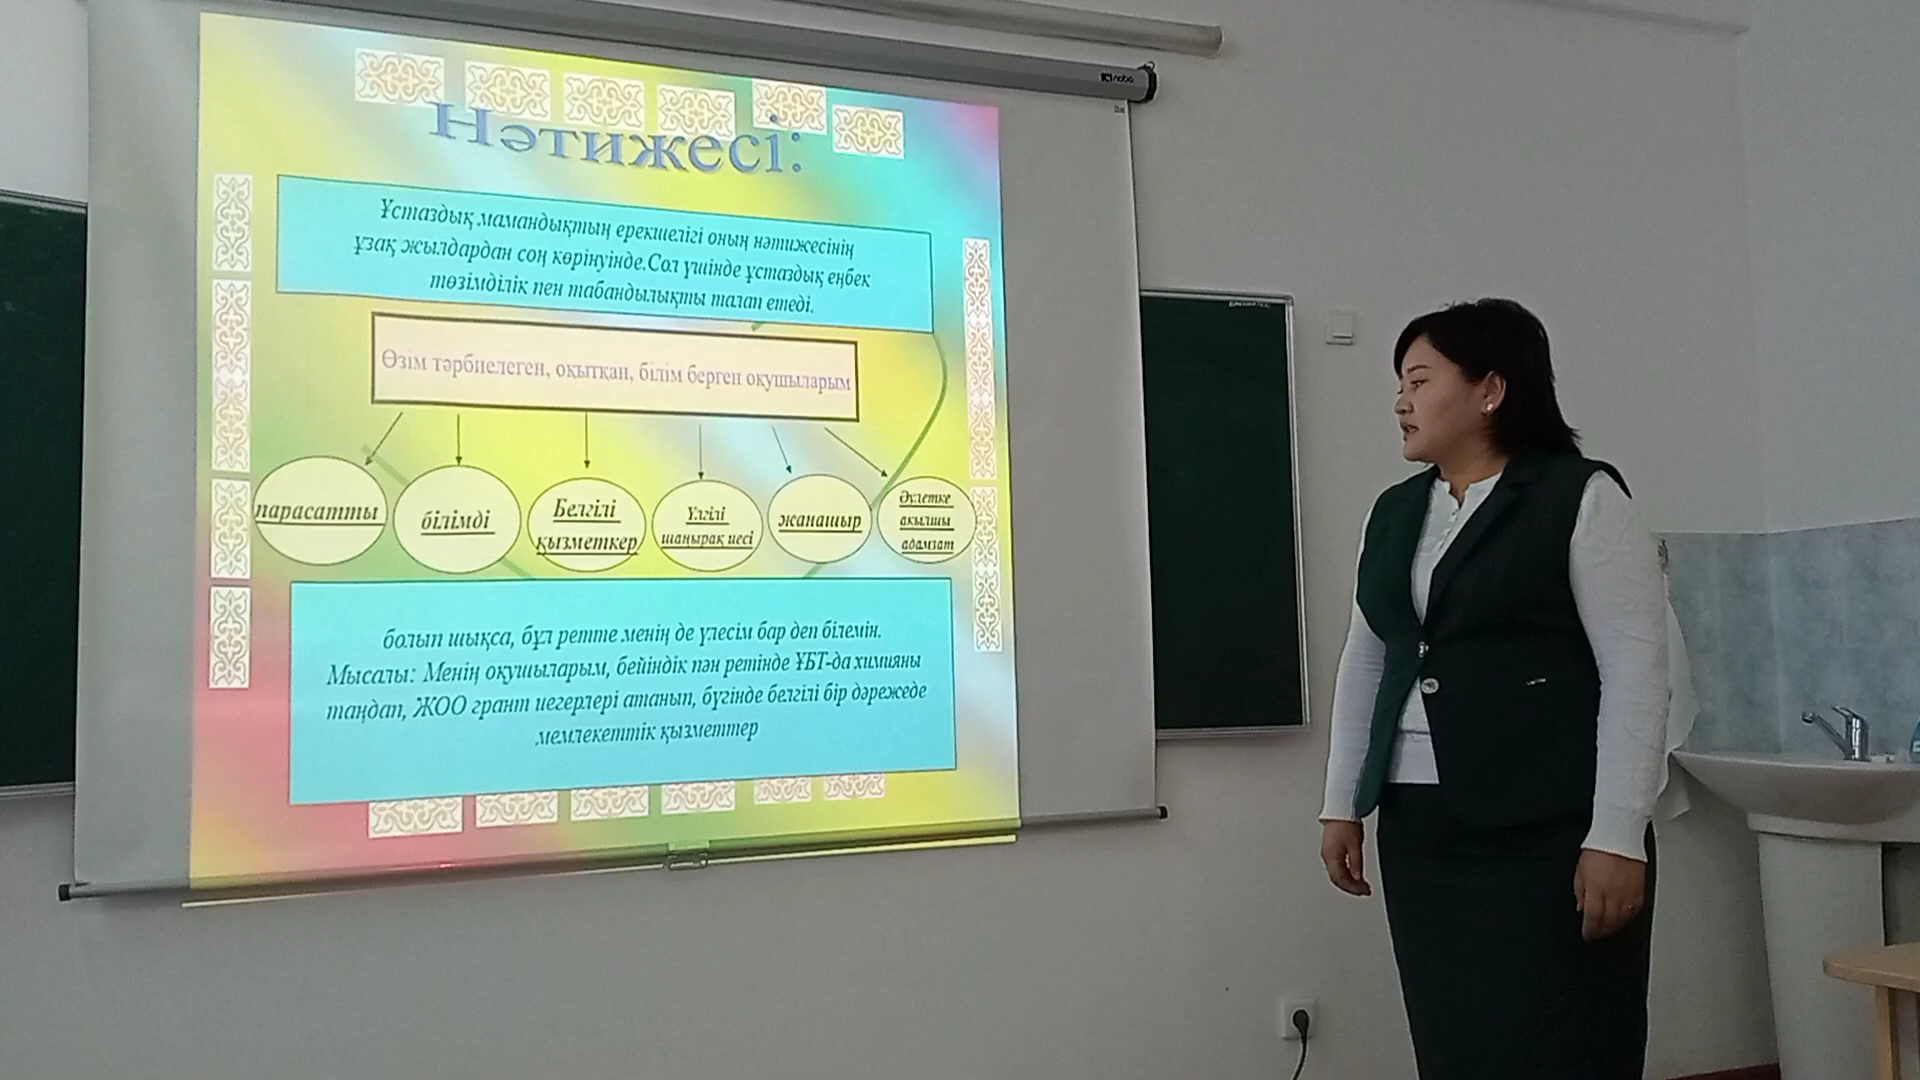 nobo
Нәтижесі:
Ұстаздық мамандықтың ерекшелігі оның нәтижесінің
ұзақ жылдардан соң көрінуінде.Сол үшінде ұстаздық еңбек
төзімділік пен табандылықты талап етеді.
Өзім тәрбиелеген, оқытқан, білім берген оқушыларым
парасатты
білімді
Белгілі
қызметкер
Үлгілі
шаңырақ иесі
жанашыр
Әулетке
ақылшы
адамзат
болып шықса, бұл ретте менің де үлесім бар деп білемін.
Мысалы: Менің оқушыларым, бейіндік пән ретінде ҰБТ-да химияны
таңдап, ЖОО грант иегерлері атанып, бүгінде белгілі бір дәрежеде
мемлекеттік қызметтер